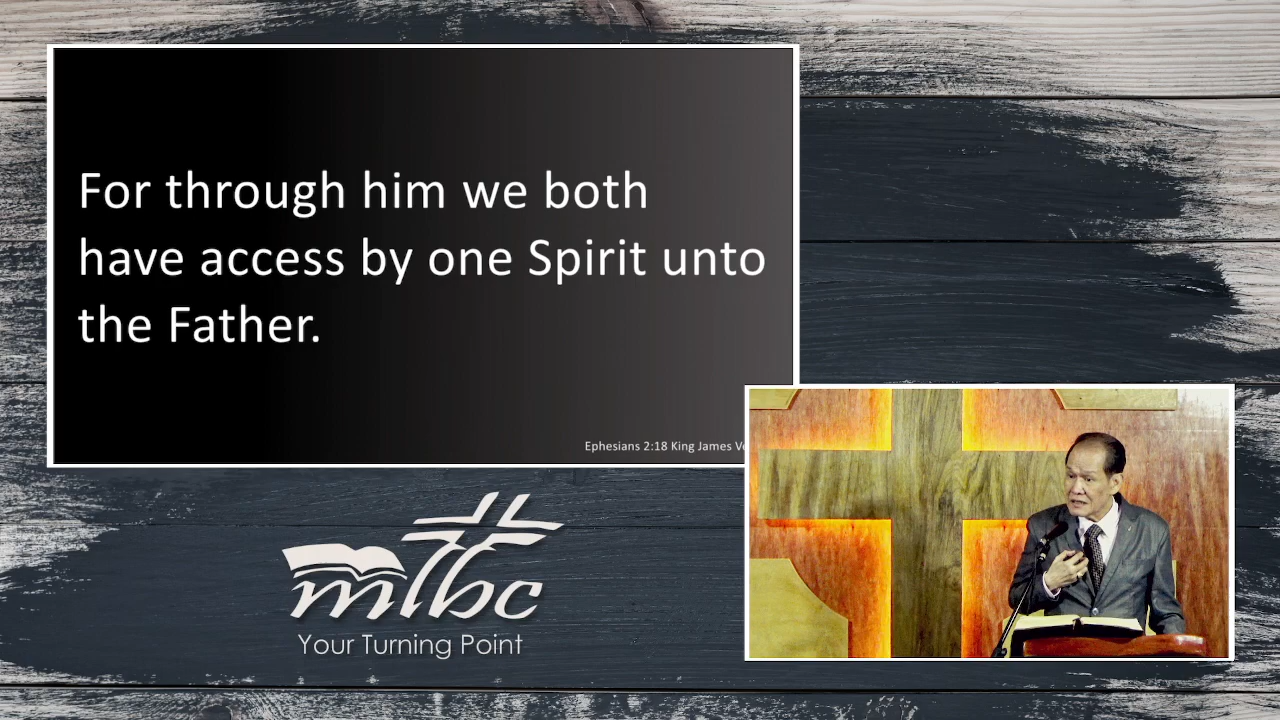 For through him we both
have access by one Spirit unto
the Father.
Ephesians 2:18 King James
mlbc
Your Turning Point